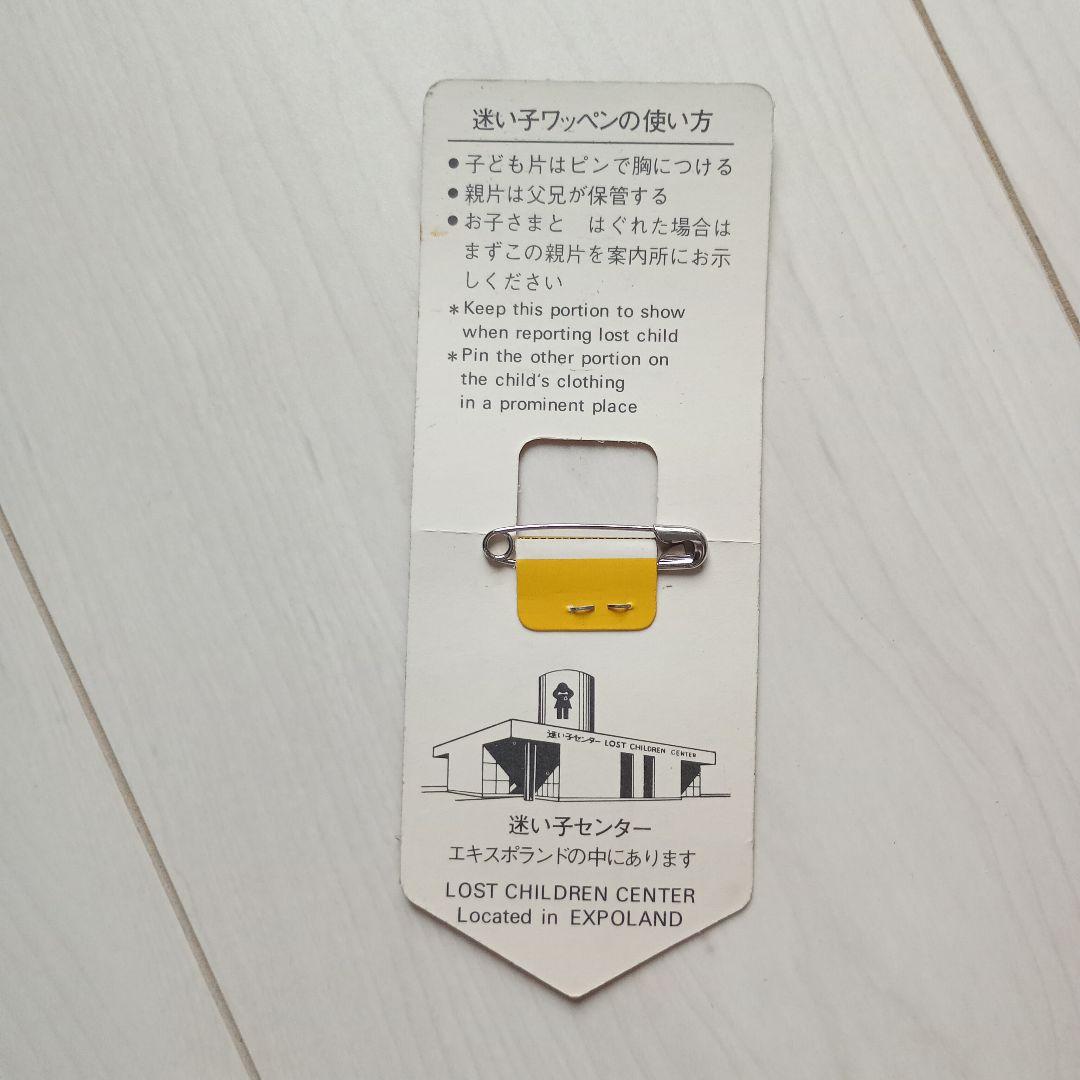 迷い子ワッペンの使い方
●子ども片はピンで胸につける
●親片は父兄が保管する
●お子さまと　はぐれた場合は
まずこの親片を案内所にお示
しください
＊Keep this portion to show
when reporting lost child
＊Pin the other portion on
the child's clothing
in a prominent place
迷い子センター LOST CHILDREN CENTER
迷い子センター
エキスポランドの中にあります
LOST CHILDREN CENTER
Located in EXPOLAND